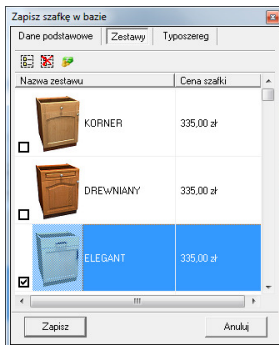 Zapisz szafkę w bazie
Dane podstawowe Zestawy Typoszereg
Nazwa zestawu Cena szafki
KORNER 335,00 zł
DREWNIANY 335,00 zł
ELEGANT 335,00 zł
Zapisz Anuluj